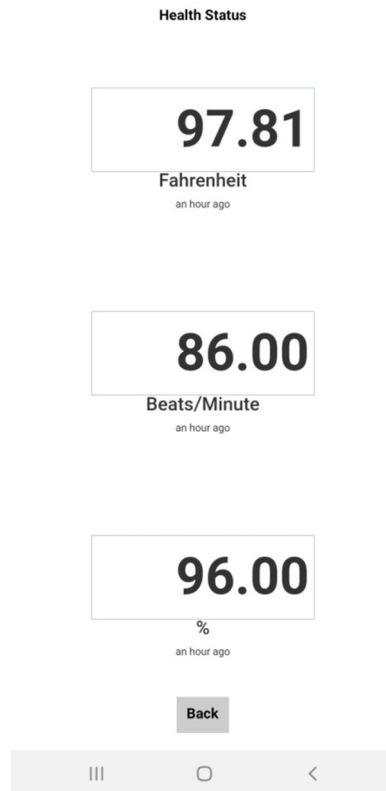 Health Status
97.81
Fahrenheit
an hour ago
86.00
Beats/Minute
an hour ago
96.00
%
an hour ago
Back